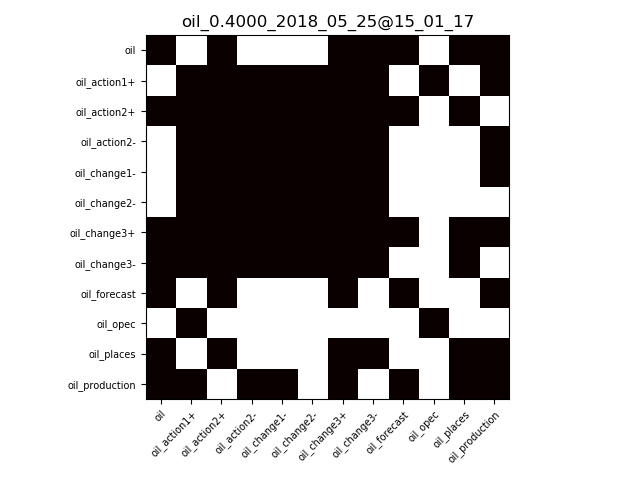 oil_0.4000_2018_05_25@15_01_17
oil
oil_action1+
oil_action2+
oil_action2-
oil_change1-
oil_change2-
oil_change3+
oil_change3-
oil_forecast
oil_opec
oil_places
oil_production
oil
oil_action1+
oil_action2+
oil_action2-
oil_change1-
oil_change2-
oil_change3+
oil_change3-
oil_forecast
oil_opec
oil_places
oil_production